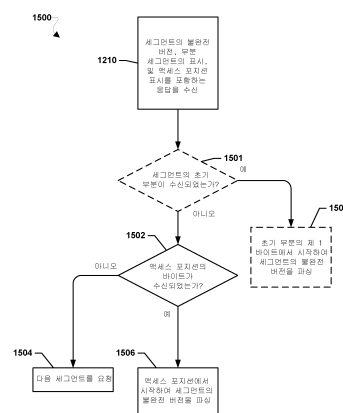 1500
세그먼트의 불완전
버전, 부분
세그먼트의 표시,
및 액세스 포지션
표시를 포함하는
응답을 수신
1210
세그먼트의 초기
부분이 수신되었는가?
1501
예
아니오
150
초기 부분의 제 1
바이트에서 시작하여
세그먼트의 불완전
버전을 파싱
1502
액세스 포지션의
바이트가
수신되었는가?
아니오
예
1504
다음 세그먼트를 요청
1506
액세스 포지션에서
시작하여 세그먼트의
불완전 버전을 파싱